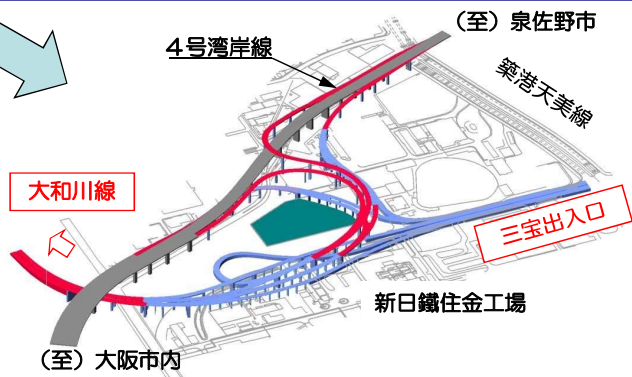 （至）泉佐野市
４号湾岸線
築港天美線
大和川線
三宝出入口
新日鐵住金工場
（至）大阪市内